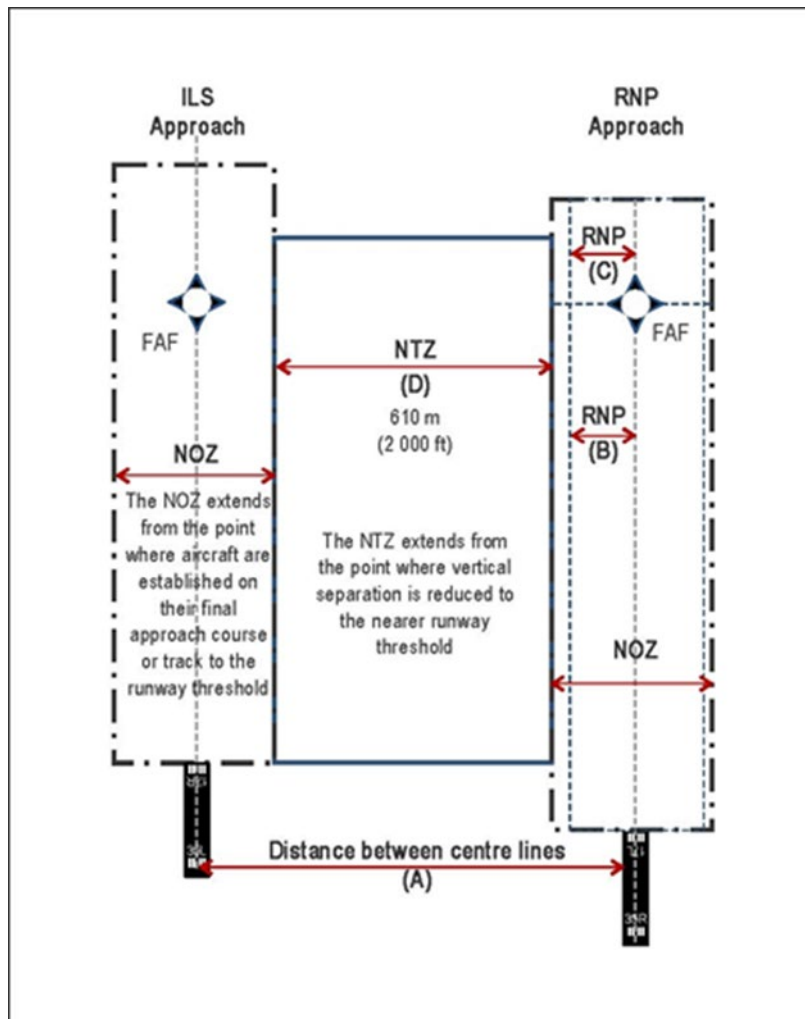 ILS
Approach
RNP
Approach
RNP
(C)
FAF
FAF
NTZ
(D)
610 m
(2 000 ft)
RNP
(B)
NOZ
The NOZ extends
from the point
where aircraft are
established on
their final
approach course
or track to the
runway threshold
The NTZ extends from
the point where vertical
separation is reduced to
the nearer runway
threshold
NOZ
Distance between centre lines
(A)
35R